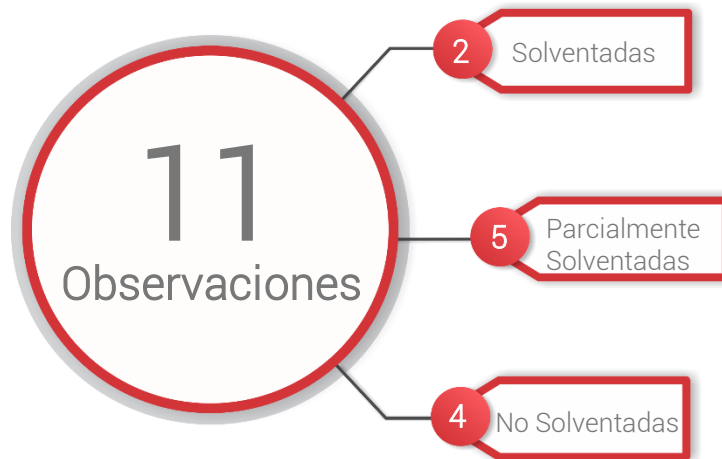 11
Observaciones
2
Solventadas
5
Parcialmente
Solventadas
4
No Solventadas